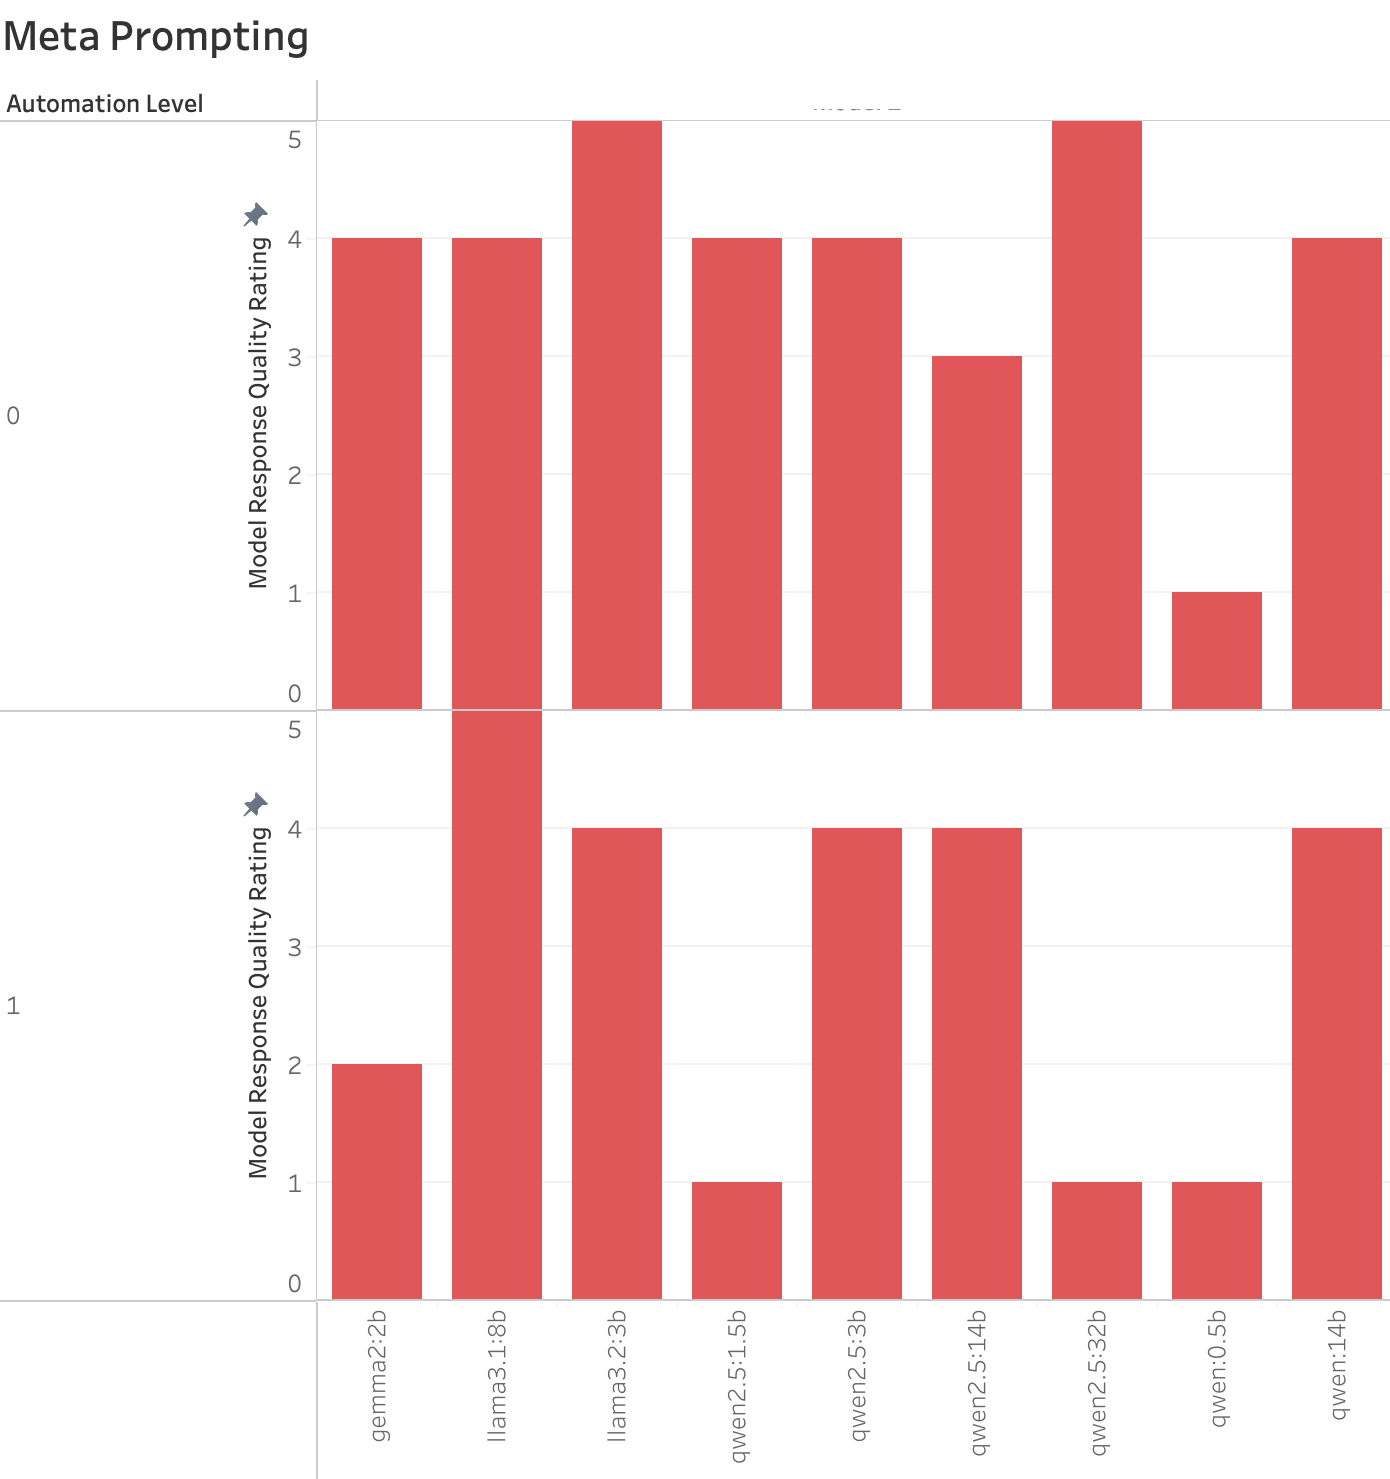 Meta Prompting
Automation Level
5
4
3
2
1
0
Model Response Quality Rating
0
5
4
3
2
1
0
Model Response Quality Rating
1
gemma2:2b
llama3.1:8b
llama3.2:3b
qwen2.5:1.5b
qwen2.5:3b
qwen2.5:14b
qwen2.5:32b
qwen:0.5b
qwen:14b